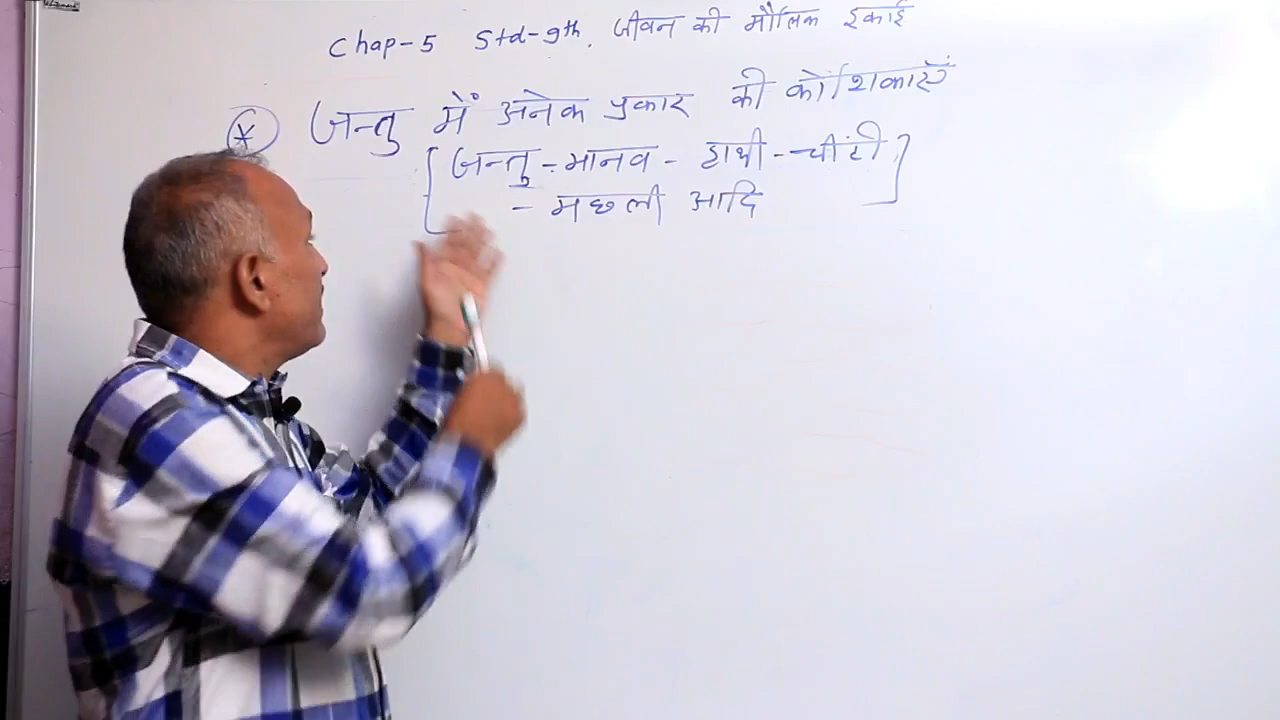 Chap-5 Std-9th. जीवन की मौलिक इकाई
* जन्तु में अनेक प्रकार की कोशिकाएँ
[जन्तु - मानव - हाथी - चींटी
- मछली आदि]